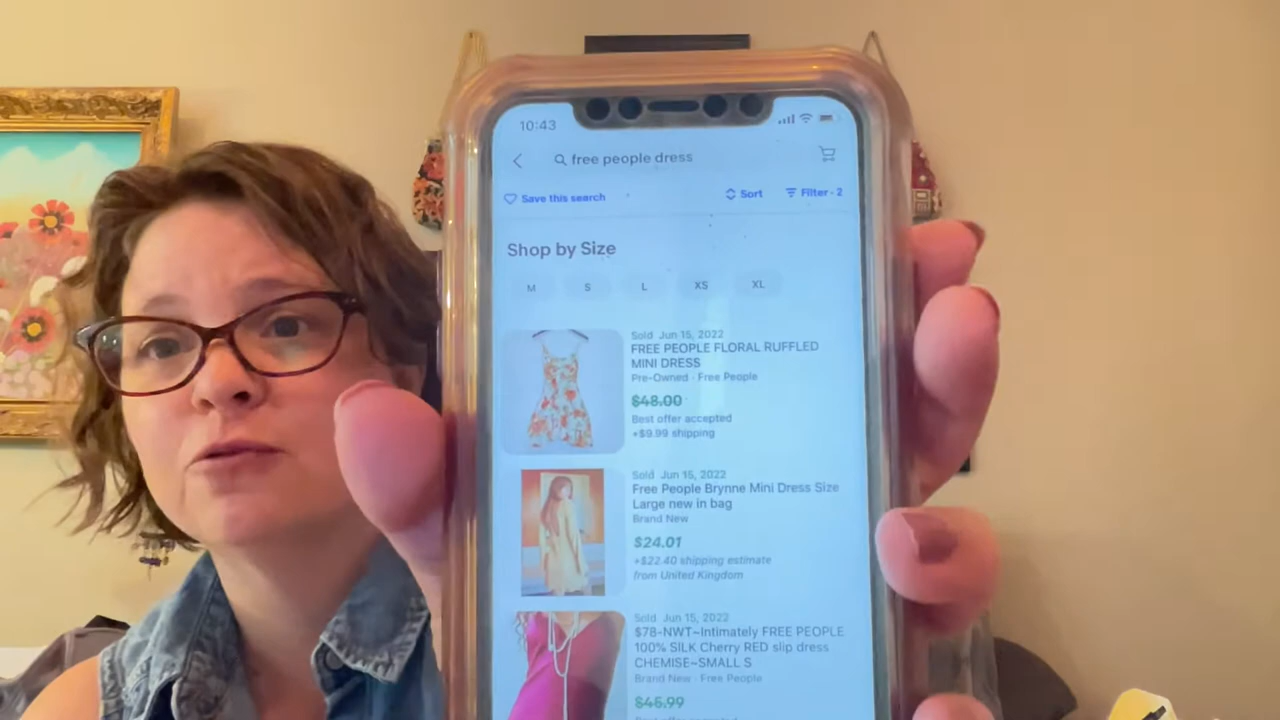 10:43
free people dress
Save this search
Sort
Filter · 2
Shop by Size
M S L XS XL
Sold Jun 15, 2022
FREE PEOPLE FLORAL RUFFLED
MINI DRESS
Pre-Owned · Free People
$48.00
Best offer accepted
+$9.99 shipping
Sold Jun 15, 2022
Free People Brynne Mini Dress Size
Large new in bag
Brand New
$24.01
+$22.40 shipping estimate
from United Kingdom
Sold Jun 15, 2022
$78-NWT~Intimately FREE PEOPLE
100% SILK Cherry RED slip dress
CHEMISE~SMALL S
Brand New · Free People
$46.99